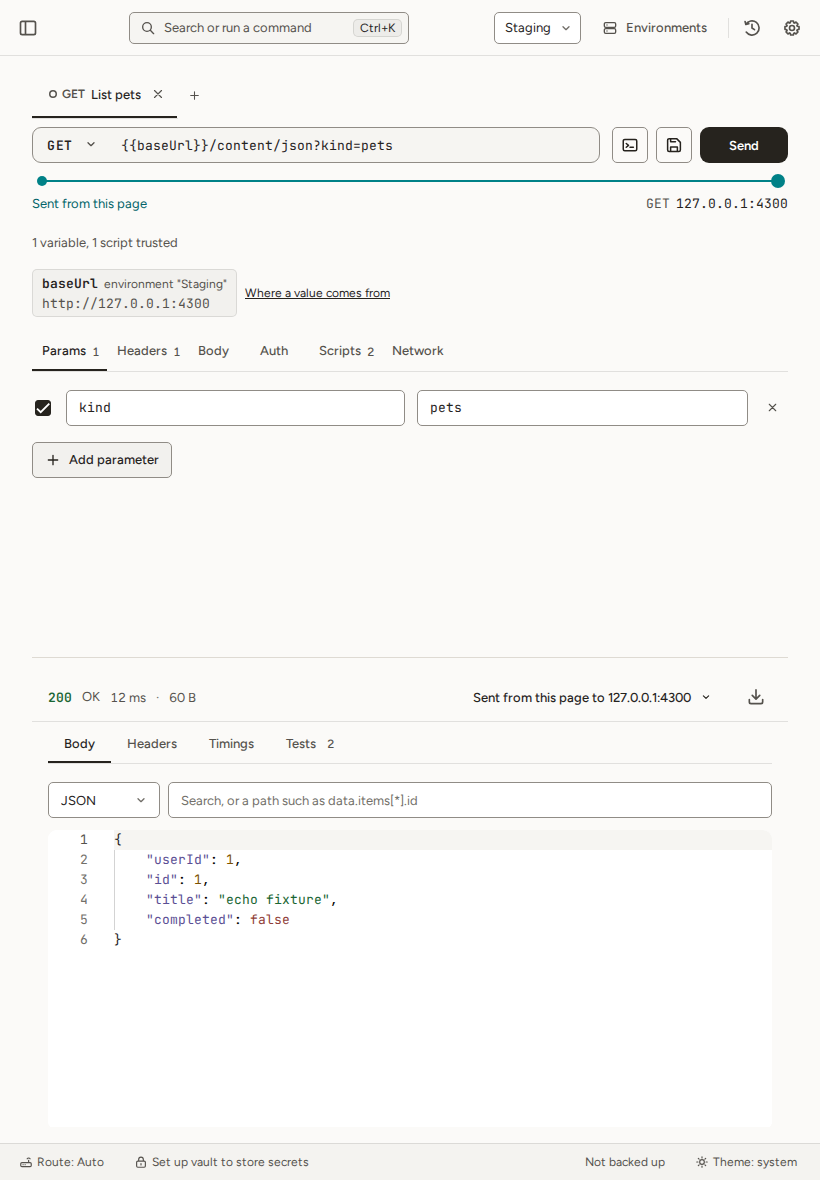 Search or run a command Ctrl+K Staging Environments
GET List pets
GET {{baseUrl}}/content/json?kind=pets Send
Sent from this page GET 127.0.0.1:4300
1 variable, 1 script trusted
baseUrl environment "Staging"
http://127.0.0.1:4300
Where a value comes from
Params 1 Headers 1 Body Auth Scripts 2 Network
kind pets
Add parameter
200 OK 12 ms · 60 B Sent from this page to 127.0.0.1:4300
Body Headers Timings Tests 2
JSON Search, or a path such as data.items[*].id
1 {
2 "userId": 1,
3 "id": 1,
4 "title": "echo fixture",
5 "completed": false
6 }
Route: Auto Set up vault to store secrets Not backed up Theme: system